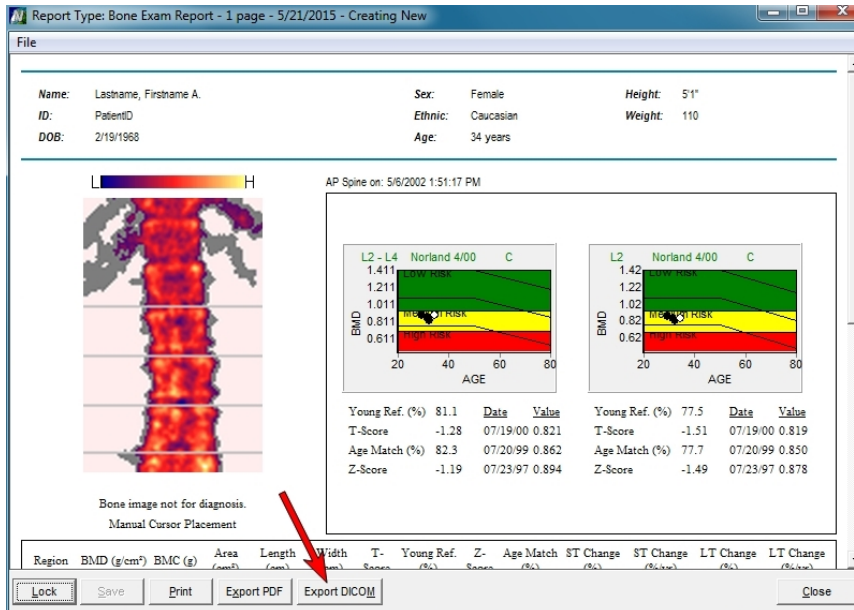 Report Type: Bone Exam Report - 1 page - 5/21/2015 - Creating New
File
Name: Lastname, Firstname A. Sex: Female Height: 5'1"
ID: PatientID Ethnic: Caucasian Weight: 110
DOB: 2/19/1968 Age: 34 years
L H
AP Spine on: 5/6/2002 1:51:17 PM
L2 - L4 Norland 4/00 C
1.411
1.211
1.011
0.811
0.611
BMD
Low Risk
Medium Risk
High Risk
20 40 60 80
AGE
L2 Norland 4/00 C
1.42
1.22
1.02
0.82
0.62
BMD
Low Risk
Medium Risk
High Risk
20 40 60 80
AGE
Young Ref. (%) 81.1 Date Value
T-Score -1.28 07/19/00 0.821
Age Match (%) 82.3 07/20/99 0.862
Z-Score -1.19 07/23/97 0.894
Young Ref. (%) 77.5 Date Value
T-Score -1.51 07/19/00 0.819
Age Match (%) 77.7 07/20/99 0.850
Z-Score -1.49 07/23/97 0.878
Bone image not for diagnosis.
Manual Cursor Placement
Region BMD (g/cm²) BMC (g) Area Length Width T- Young Ref. Z- Age Match ST Change ST Change LT Change LT Change
(cm²) (cm) (cm) Score (%) Score (%) (%) (%/yr) (%) (%/yr)
Lock Save Print Export PDF Export DICOM Close